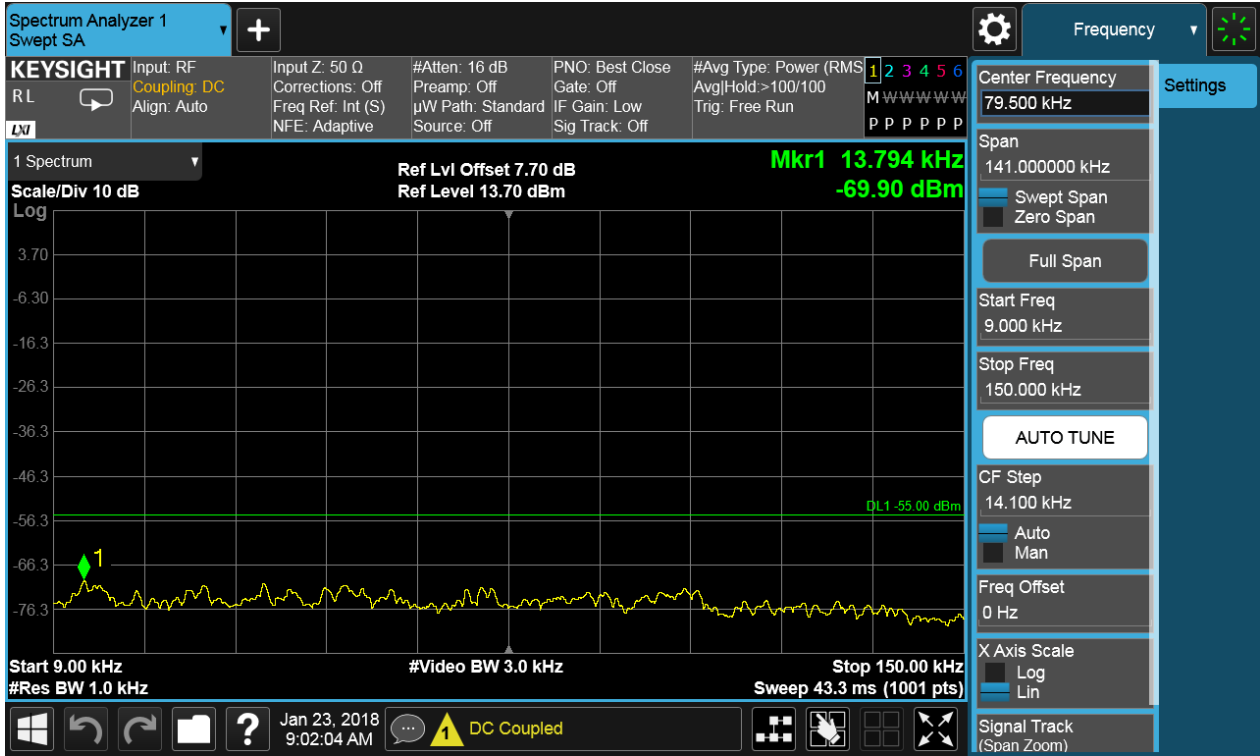 Spectrum Analyzer 1
Swept SA
+
Frequency
KEYSIGHT
RL
LXI
Input: RF
Coupling: DC
Align: Auto
Input Z: 50 Ω
Corrections: Off
Freq Ref: Int (S)
NFE: Adaptive
#Atten: 16 dB
Preamp: Off
µW Path: Standard
Source: Off
PNO: Best Close
Gate: Off
IF Gain: Low
Sig Track: Off
#Avg Type: Power (RMS
Avg|Hold:>100/100
Trig: Free Run
1 2 3 4 5 6
M W W W W W
P P P P P P
1 Spectrum
Scale/Div 10 dB
Log
Ref Lvl Offset 7.70 dB
Ref Level 13.70 dBm
Mkr1 13.794 kHz
-69.90 dBm
3.70
-6.30
-16.3
-26.3
-36.3
-46.3
-56.3
-66.3
-76.3
DL1 -55.00 dBm
1
Start 9.00 kHz
#Res BW 1.0 kHz
#Video BW 3.0 kHz
Stop 150.00 kHz
Sweep 43.3 ms (1001 pts)
Center Frequency
79.500 kHz
Span
141.000000 kHz
Swept Span
Zero Span
Full Span
Start Freq
9.000 kHz
Stop Freq
150.000 kHz
AUTO TUNE
CF Step
14.100 kHz
Auto
Man
Freq Offset
0 Hz
X Axis Scale
Log
Lin
Signal Track
(Span Zoom)
Settings
?
Jan 23, 2018
9:02:04 AM
1
DC Coupled